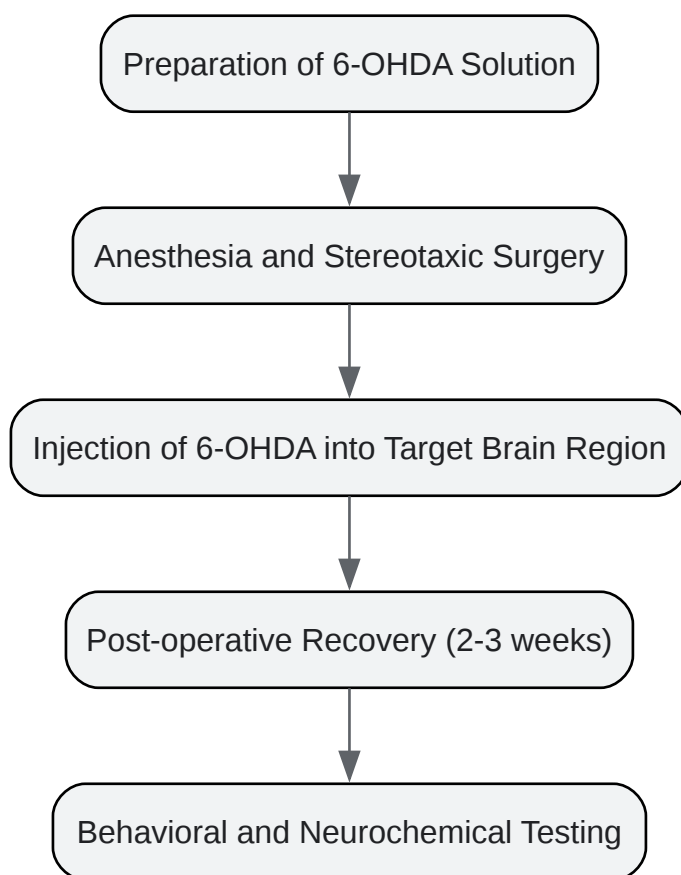 Preparation of 6-OHDA Solution
Anesthesia and Stereotaxic Surgery
Injection of 6-OHDA into Target Brain Region
Post-operative Recovery (2-3 weeks)
Behavioral and Neurochemical Testing